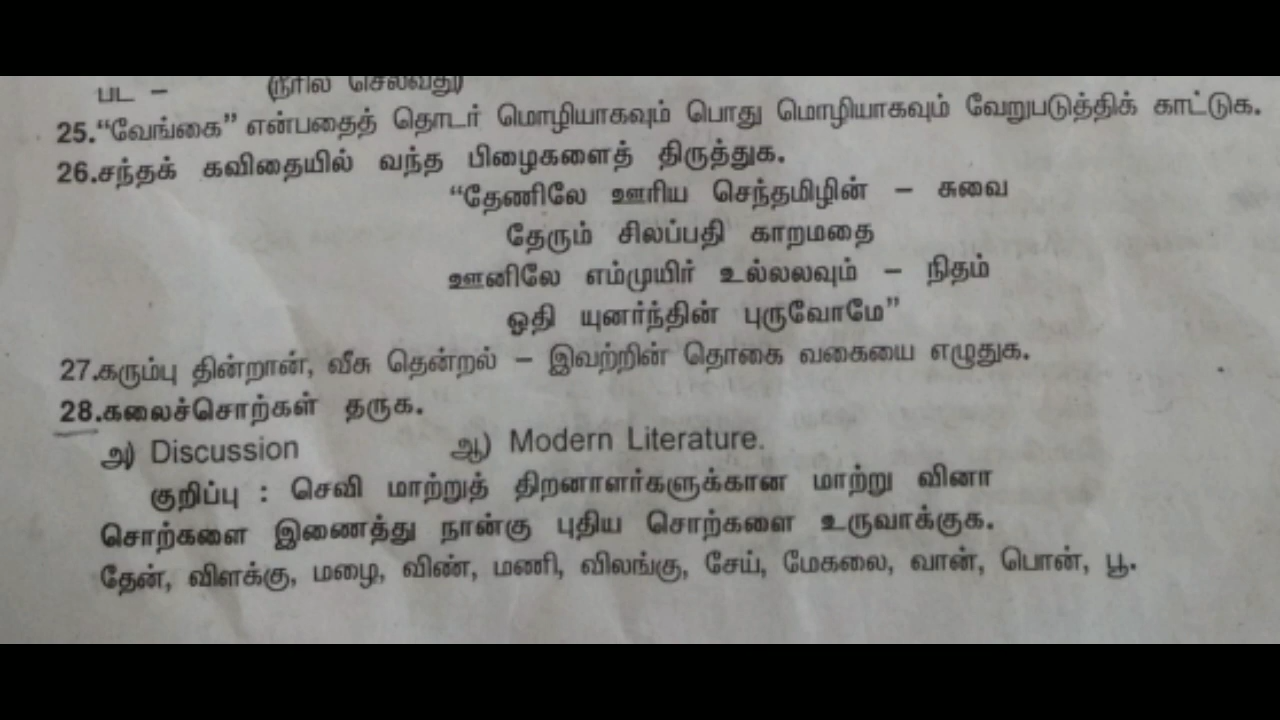 பட – (நீரில் செல்வது)
25.“வேங்கை” என்பதைத் தொடர் மொழியாகவும் பொது மொழியாகவும் வேறுபடுத்திக் காட்டுக.
26.சந்தக் கவிதையில் வந்த பிழைகளைத் திருத்துக.
“தேணிலே ஊரிய செந்தமிழின் – சுவை
தேரும் சிலப்பதி காறமதை
ஊனிலே எம்முயிர் உல்லலவும் – நிதம்
ஓதி யுனர்ந்தின் புருவோமே”
27.கரும்பு தின்றான், வீசு தென்றல் – இவற்றின் தொகை வகையை எழுதுக.
28.கலைச்சொற்கள் தருக.
அ) Discussion ஆ) Modern Literature.
குறிப்பு : செவி மாற்றுத் திறனாளர்களுக்கான மாற்று வினா
சொற்களை இணைத்து நான்கு புதிய சொற்களை உருவாக்குக.
தேன், விளக்கு, மழை, விண், மணி, விலங்கு, சேய், மேகலை, வான், பொன், பூ.